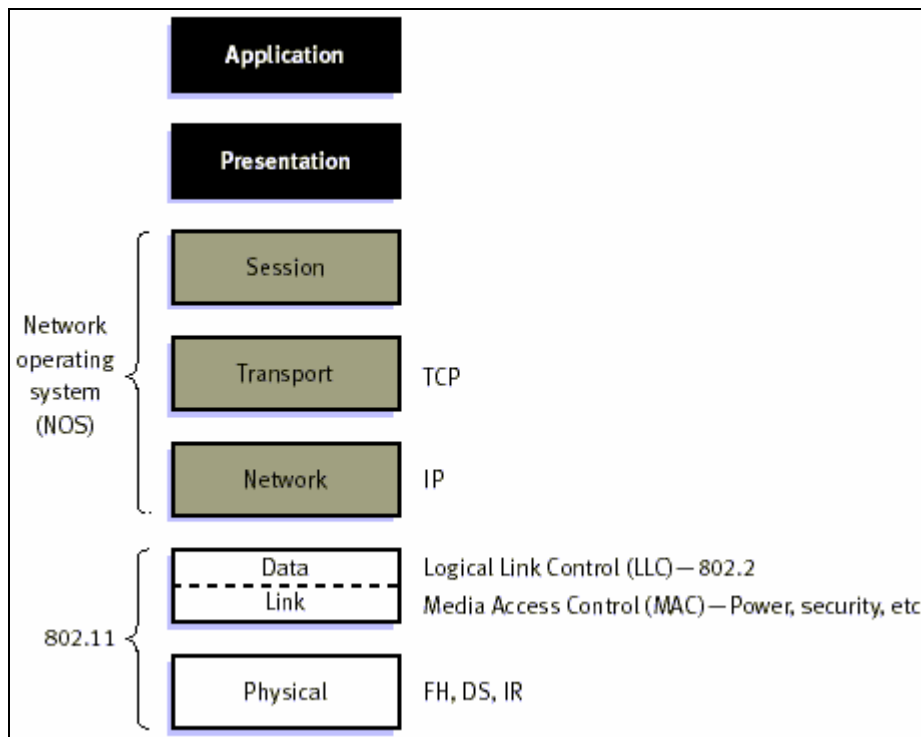 Application
Presentation
Session
Network
operating
system
(NOS)
Transport
TCP
Network
IP
Data
Link
Logical Link Control (LLC)—802.2
Media Access Control (MAC)—Power, security, etc
802.11
Physical
FH, DS, IR